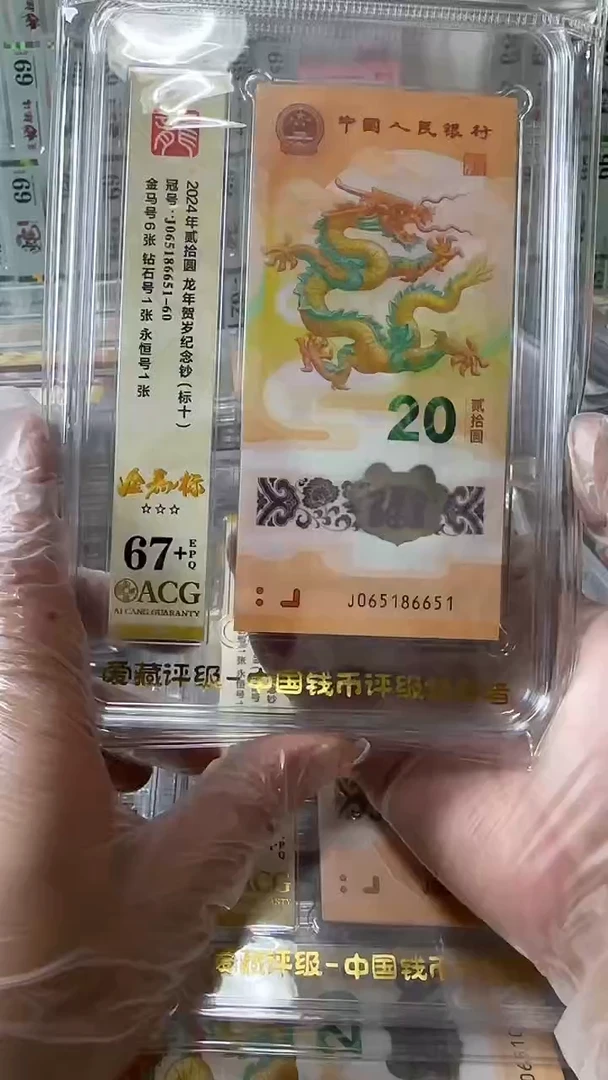 2024年贰拾圆 龙年贺岁纪念钞(标十)
冠号:J065186651-60
金马号6张 钻石号1张 永恒号1张
☆☆☆
67+
EPQ
ACG
AI CANG GUARANTY
中国人民银行
20
贰拾圆
J065186651
爱藏评级-中国钱币评级
ACG
爱藏评级-中国钱币
69
69
69